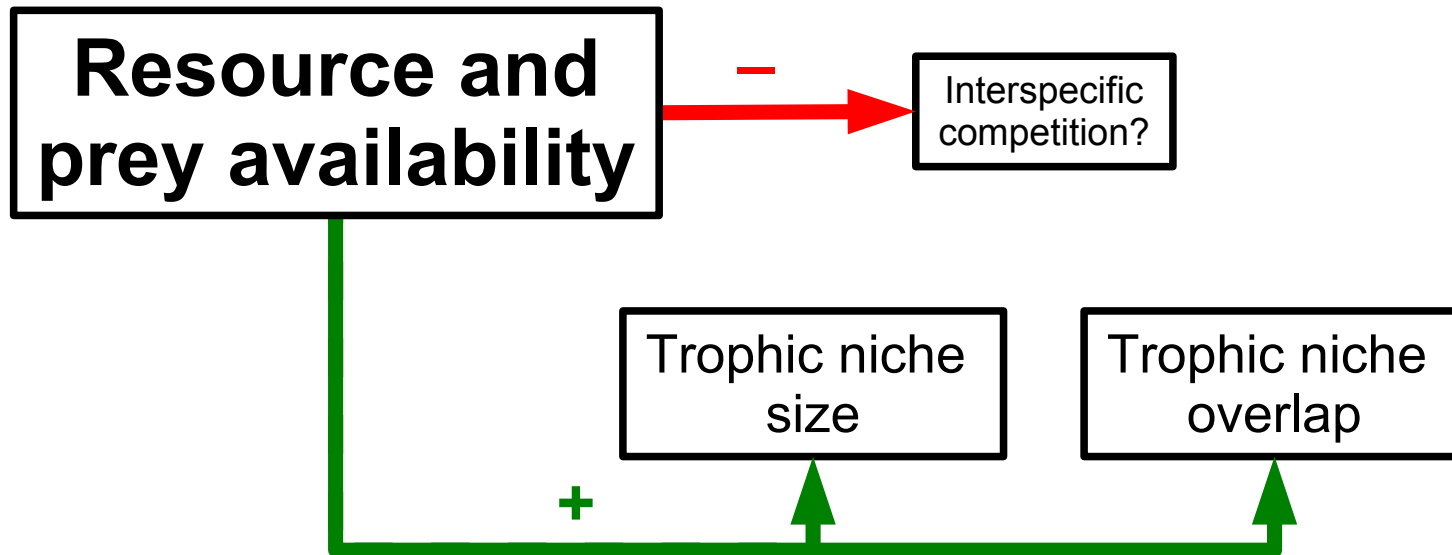 Resource and
prey availability
–
Interspecific
competition?
Trophic niche
size
Trophic niche
overlap
+